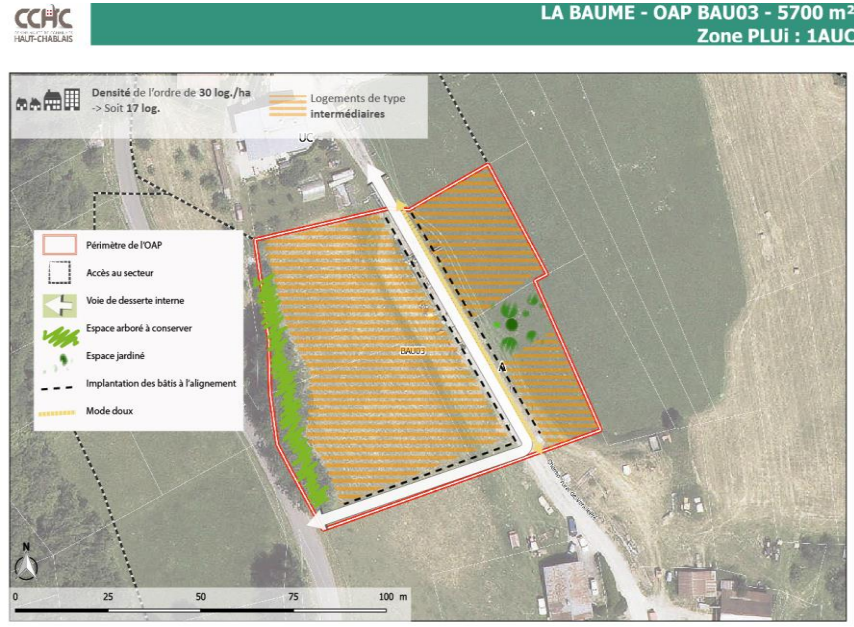 CCHC
HAUT-CHABLAIS
LA BAUME - OAP BAU03 - 5700 m²
Zone PLUi : 1AUC
Densité de l'ordre de 30 log./ha
-> Soit 17 log.
Logements de type
intermédiaires
UC
Périmètre de l'OAP
Accès au secteur
Voie de desserte interne
Espace arboré à conserver
Espace jardiné
Implantation des bâtis à l'alignement
Mode doux
BAU03
A
N
0 25 50 75 100 m